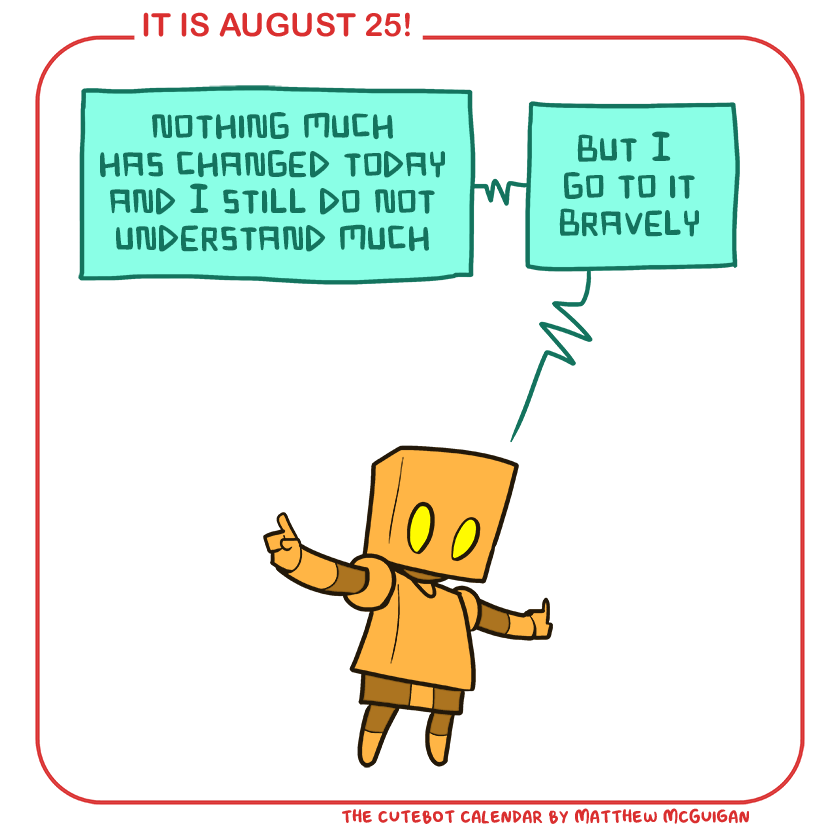 IT IS AUGUST 25!
NOTHING MUCH
HAS CHANGED TODAY
AND I STILL DO NOT
UNDERSTAND MUCH
BUT I
GO TO IT
BRAVELY
THE CUTEBOT CALENDAR BY MATTHEW MCGUIGAN